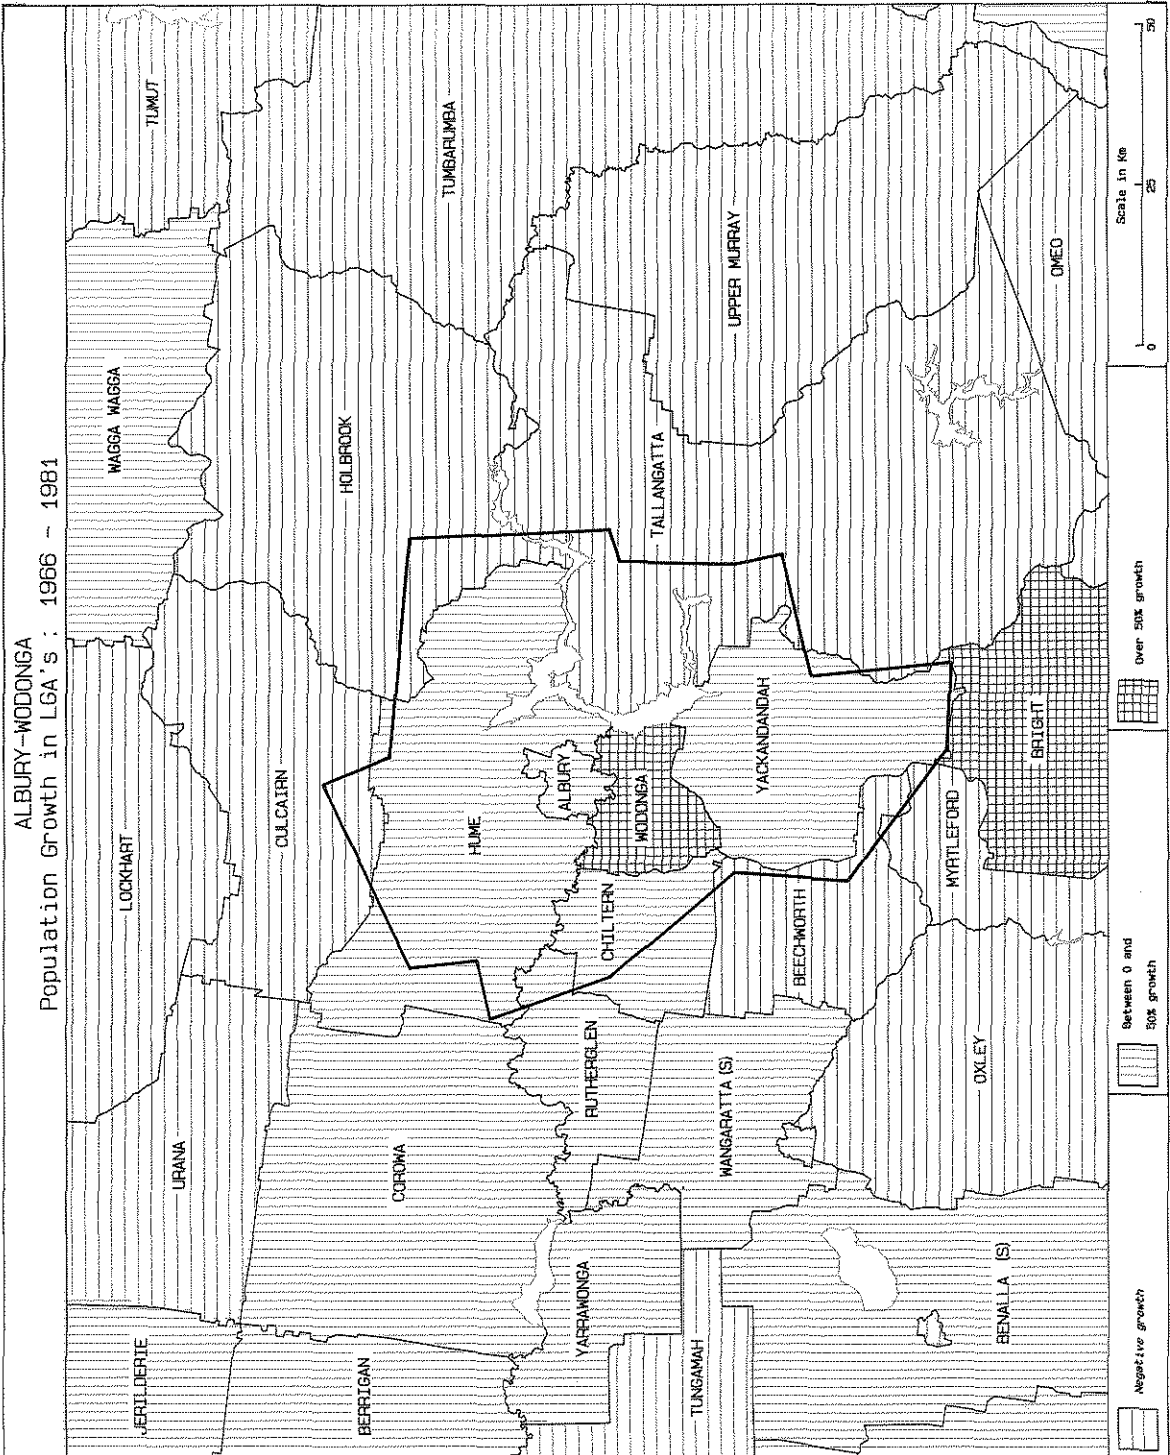 ALBURY-WODONGA
Population Growth in LGA's : 1966 - 1981
JERILDERIE
URANA
LOCKHART
WAGGA WAGGA
TUMUT
BERRIGAN
COROWA
CULCAIRN
HOLBROOK
TUMBARUMBA
HUME
ALBURY
YARRAWONGA
RUTHERGLEN
CHILTERN
WODONGA
TALLANGATTA
UPPER MURRAY
TUNGAMAH
WANGARATTA (S)
BEECHWORTH
YACKANDANDAH
BENALLA (S)
OXLEY
MYRTLEFORD
BRIGHT
OMEO
Negative growth
Between 0 and
50% growth
Over 50% growth
Scale in Km
0 25 50